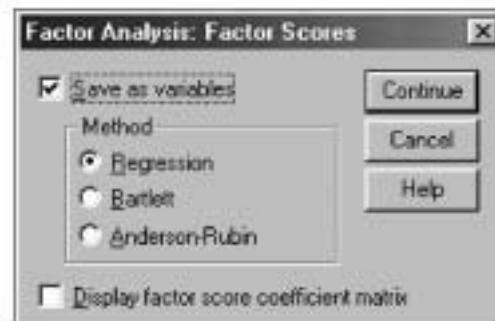 Factor Analysis: Factor Scores
Save as variables
Continue
Method
Cancel
Regression
Help
Bartlett
Anderson-Rubin
Display factor score coefficient matrix